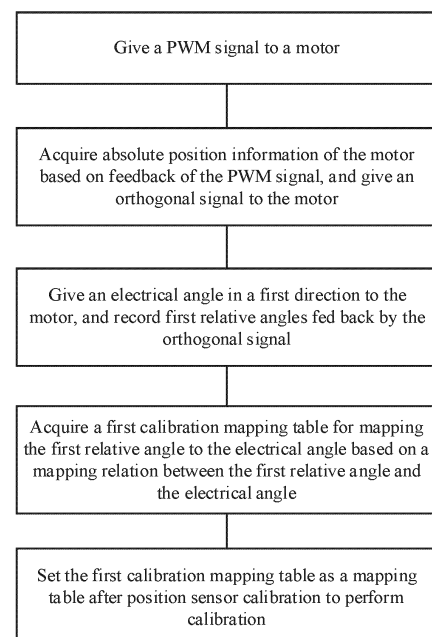 Give a PWM signal to a motor
Acquire absolute position information of the motor
based on feedback of the PWM signal, and give an
orthogonal signal to the motor
Give an electrical angle in a first direction to the
motor, and record first relative angles fed back by the
orthogonal signal
Acquire a first calibration mapping table for mapping
the first relative angle to the electrical angle based on a
mapping relation between the first relative angle and
the electrical angle
Set the first calibration mapping table as a mapping
table after position sensor calibration to perform
calibration